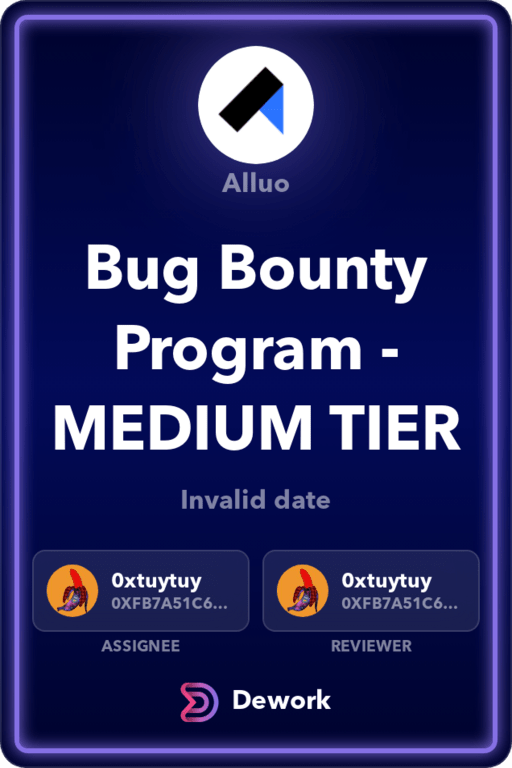 Alluo
Bug Bounty
Program -
MEDIUM TIER
Invalid date
0xtuytuy
0XFB7A51C6...
ASSIGNEE
0xtuytuy
0XFB7A51C6...
REVIEWER
Dework